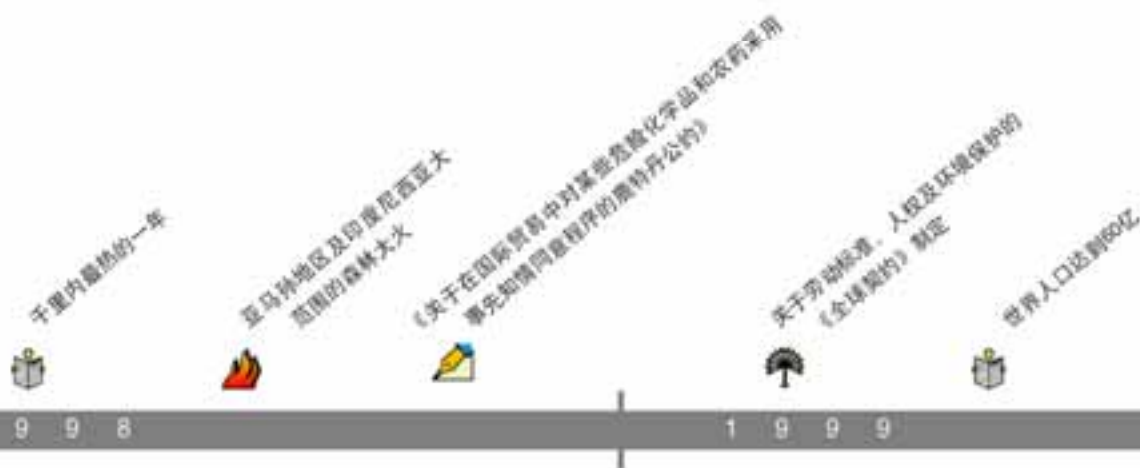 千里内最热的一年
亚马孙地区及印度尼西亚大
范围的森林大火
《关于在国际贸易中对某些危险化学品和农药采用
事先知情同意程序的鹿特丹公约》
关于劳动标准、人权及环境保护的
《全球契约》制定
世界人口达到60亿
9 9 8
1 9 9 9